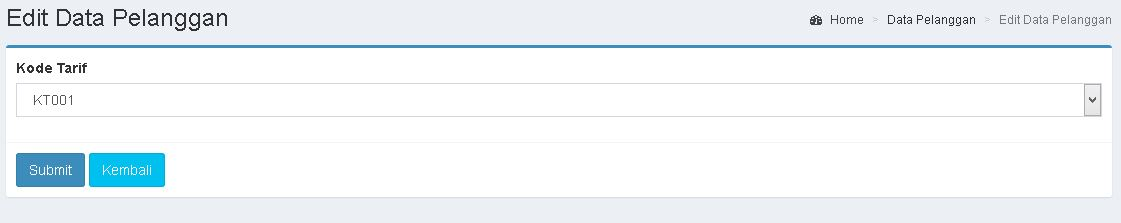 Edit Data Pelanggan
Home > Data Pelanggan > Edit Data Pelanggan
Kode Tarif
KT001
Submit Kembali